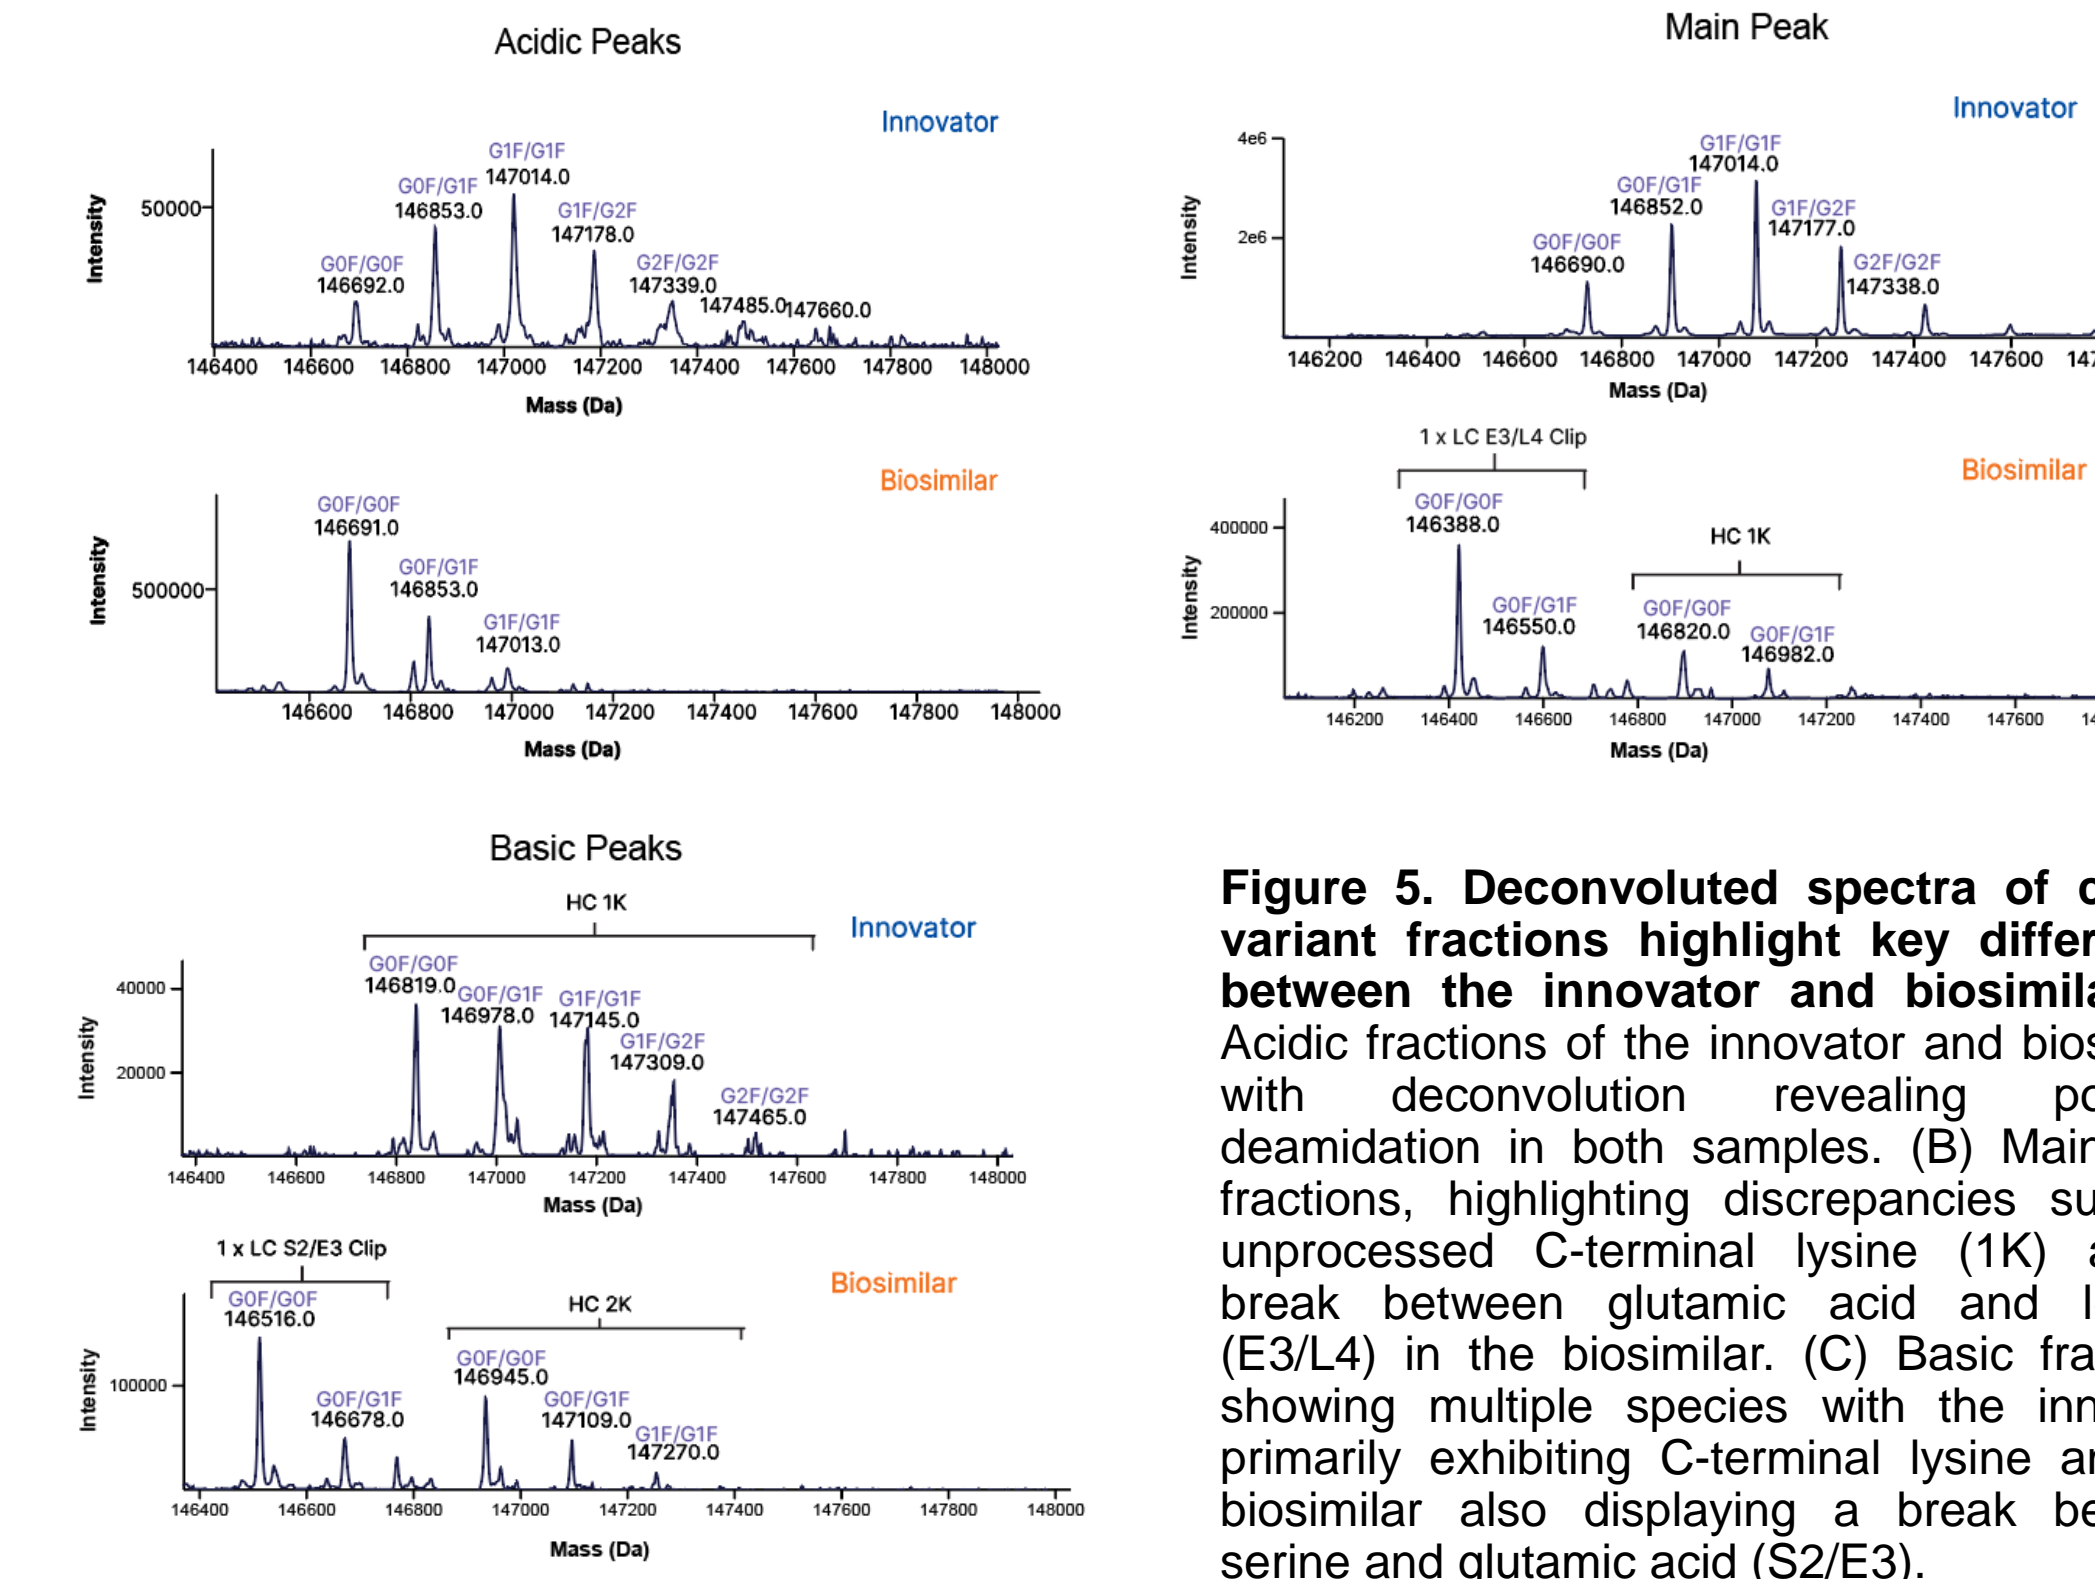 Acidic Peaks
Innovator
G1F/G1F
147014.0
G0F/G1F
146853.0
G1F/G2F
147178.0
G0F/G0F
146692.0
G2F/G2F
147339.0
147485.0
147660.0
50000
Intensity
146400 146600 146800 147000 147200 147400 147600 147800 148000
Mass (Da)
Biosimilar
G0F/G0F
146691.0
G0F/G1F
146853.0
G1F/G1F
147013.0
500000
Intensity
146600 146800 147000 147200 147400 147600 147800 148000
Mass (Da)
Main Peak
Innovator
4e6
2e6
Intensity
G1F/G1F
147014.0
G0F/G1F
146852.0
G1F/G2F
147177.0
G0F/G0F
146690.0
G2F/G2F
147338.0
146200 146400 146600 146800 147000 147200 147400 147600 147
Mass (Da)
1 x LC E3/L4 Clip
Biosimilar
G0F/G0F
146388.0
HC 1K
G0F/G1F
146550.0
G0F/G0F
146820.0
G0F/G1F
146982.0
400000
200000
Intensity
146200 146400 146600 146800 147000 147200 147400 147600 14
Mass (Da)
Basic Peaks
HC 1K
Innovator
G0F/G0F
146819.0
G0F/G1F
146978.0
G1F/G1F
147145.0
G1F/G2F
147309.0
G2F/G2F
147465.0
40000
20000
Intensity
146400 146600 146800 147000 147200 147400 147600 147800 148000
Mass (Da)
1 x LC S2/E3 Clip
Biosimilar
G0F/G0F
146516.0
HC 2K
G0F/G1F
146678.0
G0F/G0F
146945.0
G0F/G1F
147109.0
G1F/G1F
147270.0
100000
Intensity
146400 146600 146800 147000 147200 147400 147600 147800 148000
Mass (Da)
Figure 5. Deconvoluted spectra of
variant fractions highlight key differ
between the innovator and biosimila
Acidic fractions of the innovator and bios
with deconvolution revealing po
deamidation in both samples. (B) Main
fractions, highlighting discrepancies su
unprocessed C-terminal lysine (1K) a
break between glutamic acid and l
(E3/L4) in the biosimilar. (C) Basic fra
showing multiple species with the inn
primarily exhibiting C-terminal lysine a
biosimilar also displaying a break be
serine and glutamic acid (S2/E3).